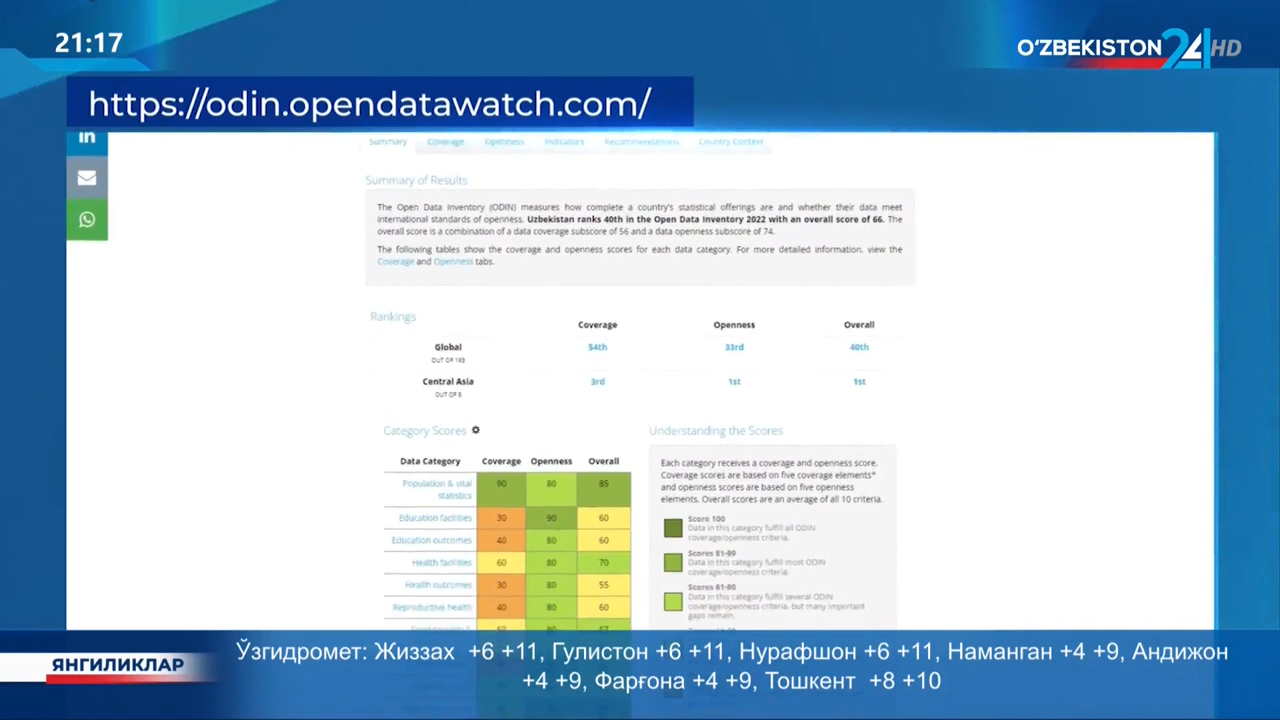 21:17
O‘ZBEKISTON 24 HD
https://odin.opendatawatch.com/
in
Summary Coverage Openness Indicators Recommendations Country Context
Summary of Results
The Open Data Inventory (ODIN) measures how complete a country's statistical offerings are and whether their data meet
international standards of openness. Uzbekistan ranks 40th in the Open Data Inventory 2022 with an overall score of 66. The
overall score is a combination of a data coverage subscore of 56 and a data openness subscore of 74.
The following tables show the coverage and openness scores for each data category. For more detailed information, view the
Coverage and Openness tabs.
Rankings
Coverage Openness Overall
Global 54th 33rd 40th
OUT OF 193
Central Asia 3rd 1st 1st
OUT OF 5
Category Scores
Data Category Coverage Openness Overall
Population & vital
statistics 90 80 85
Education facilities 30 90 60
Education outcomes 40 80 60
Health facilities 60 80 70
Health outcomes 30 80 55
Reproductive health 40 80 60
Understanding the Scores
Each category receives a coverage and openness score.
Coverage scores are based on five coverage elements*
and openness scores are based on five openness
elements. Overall scores are an average of all 10 criteria.
Score 100
Data in this category fulfill all ODIN
coverage/openness criteria.
Scores 81-99
Data in this category fulfill most ODIN
coverage/openness criteria.
Scores 61-80
Data in this category fulfill several ODIN
coverage/openness criteria, but many important
gaps remain.
ЯНГИЛИКЛАР
Ўзгидромет: Жиззах +6 +11, Гулистон +6 +11, Нурафшон +6 +11, Наманган +4 +9, Андижон
+4 +9, Фарғона +4 +9, Тошкент +8 +10